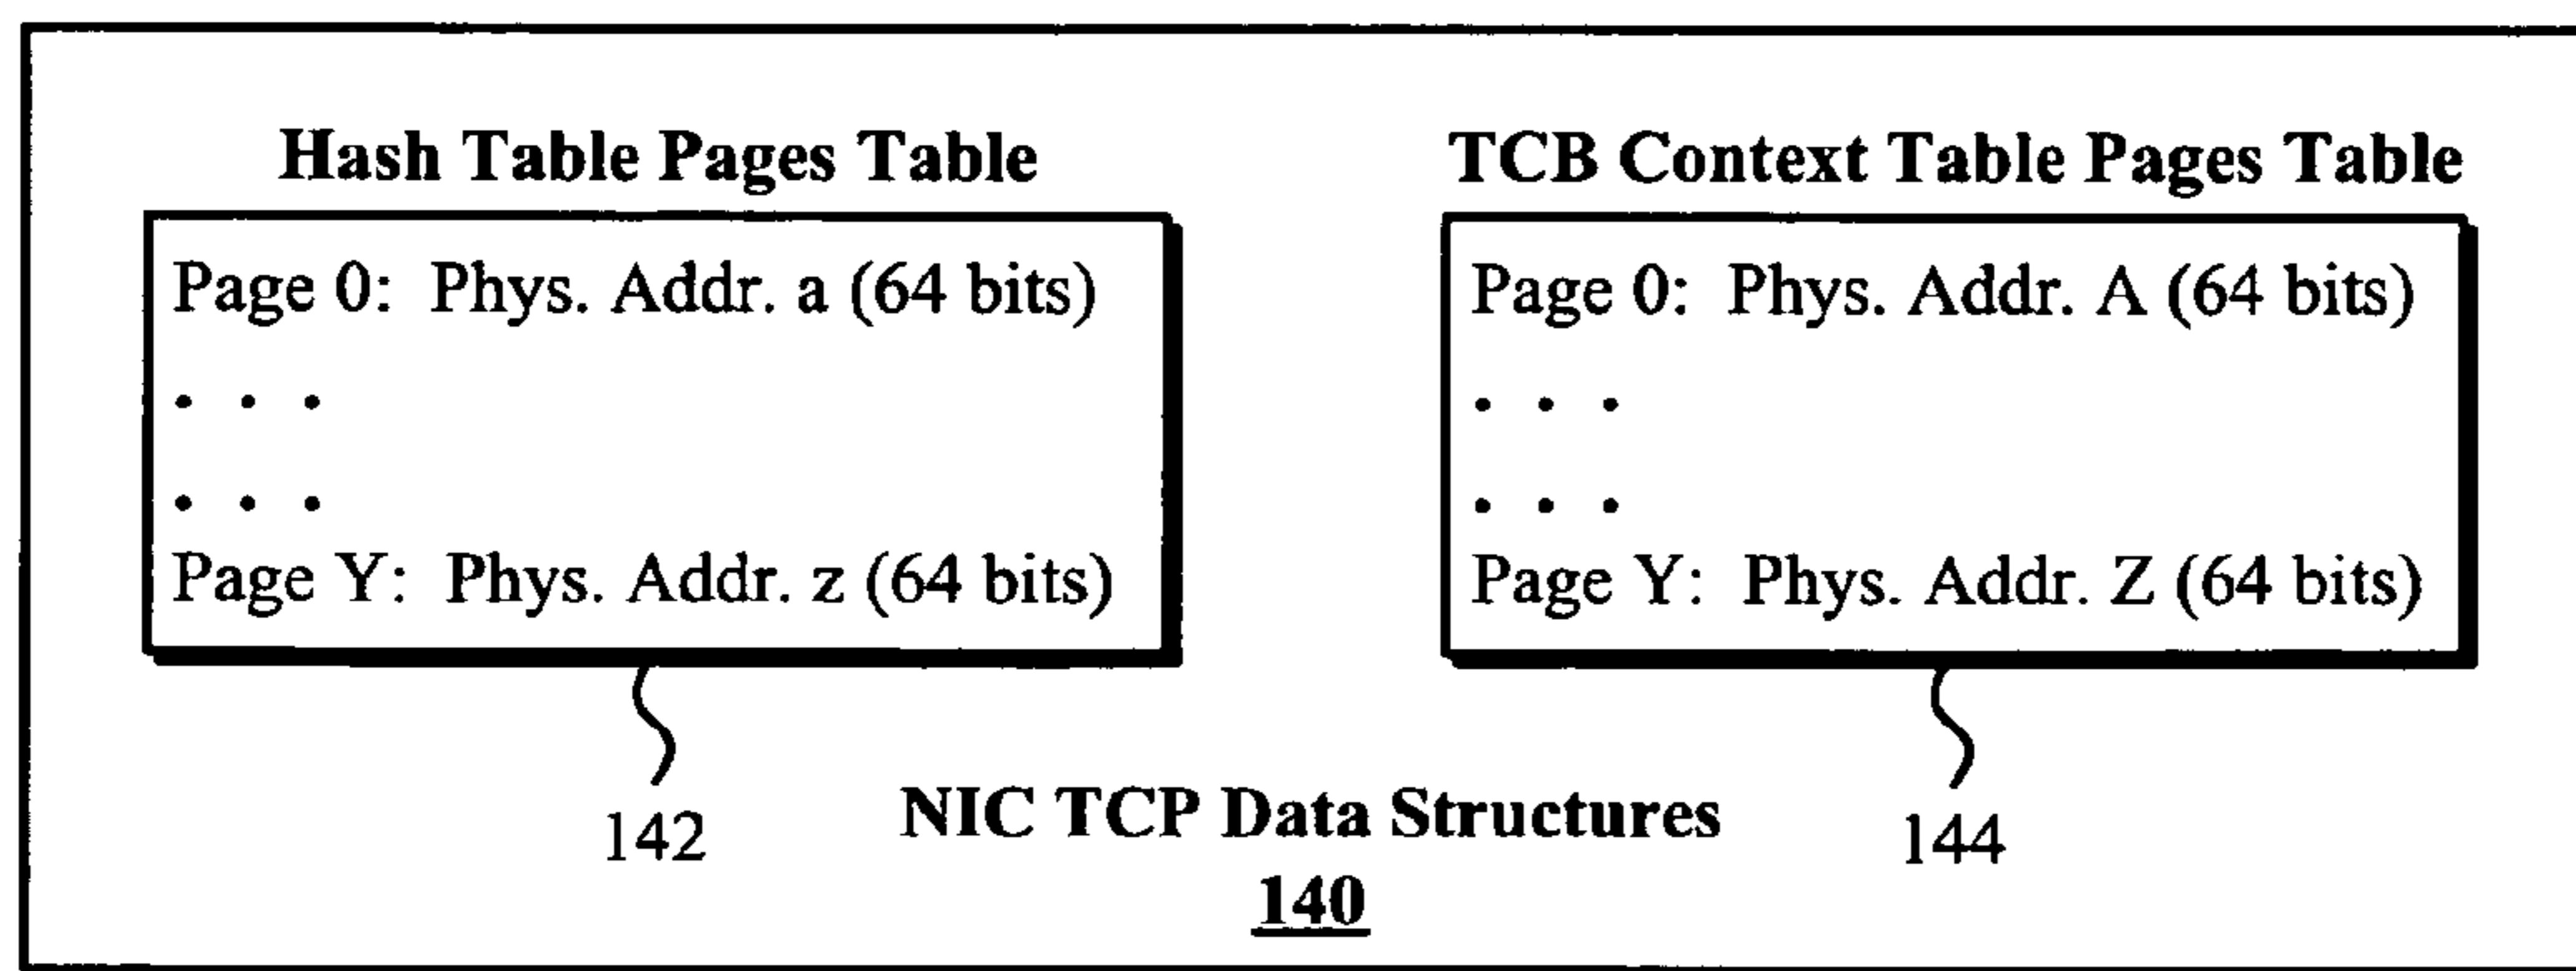 Hash Table Pages Table
Page 0: Phys. Addr. a (64 bits)
. . .
. . .
Page Y: Phys. Addr. z (64 bits)
142
TCB Context Table Pages Table
Page 0: Phys. Addr. A (64 bits)
. . .
. . .
Page Y: Phys. Addr. Z (64 bits)
144
NIC TCP Data Structures
140